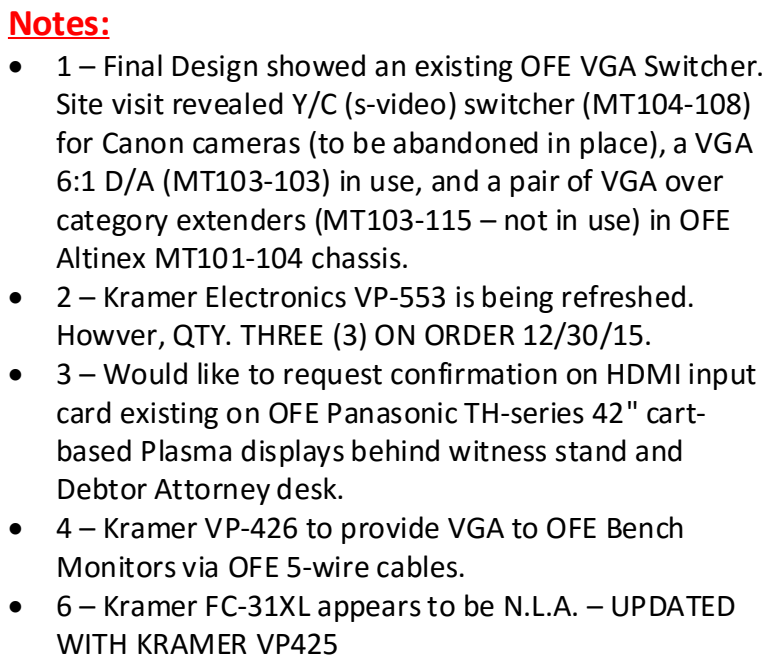 Notes:
• 1 – Final Design showed an existing OFE VGA Switcher.
Site visit revealed Y/C (s-video) switcher (MT104-108)
for Canon cameras (to be abandoned in place), a VGA
6:1 D/A (MT103-103) in use, and a pair of VGA over
category extenders (MT103-115 – not in use) in OFE
Altinex MT101-104 chassis.
• 2 – Kramer Electronics VP-553 is being refreshed.
Howver, QTY. THREE (3) ON ORDER 12/30/15.
• 3 – Would like to request confirmation on HDMI input
card existing on OFE Panasonic TH-series 42" cart-
based Plasma displays behind witness stand and
Debtor Attorney desk.
• 4 – Kramer VP-426 to provide VGA to OFE Bench
Monitors via OFE 5-wire cables.
• 6 – Kramer FC-31XL appears to be N.L.A. – UPDATED
WITH KRAMER VP425